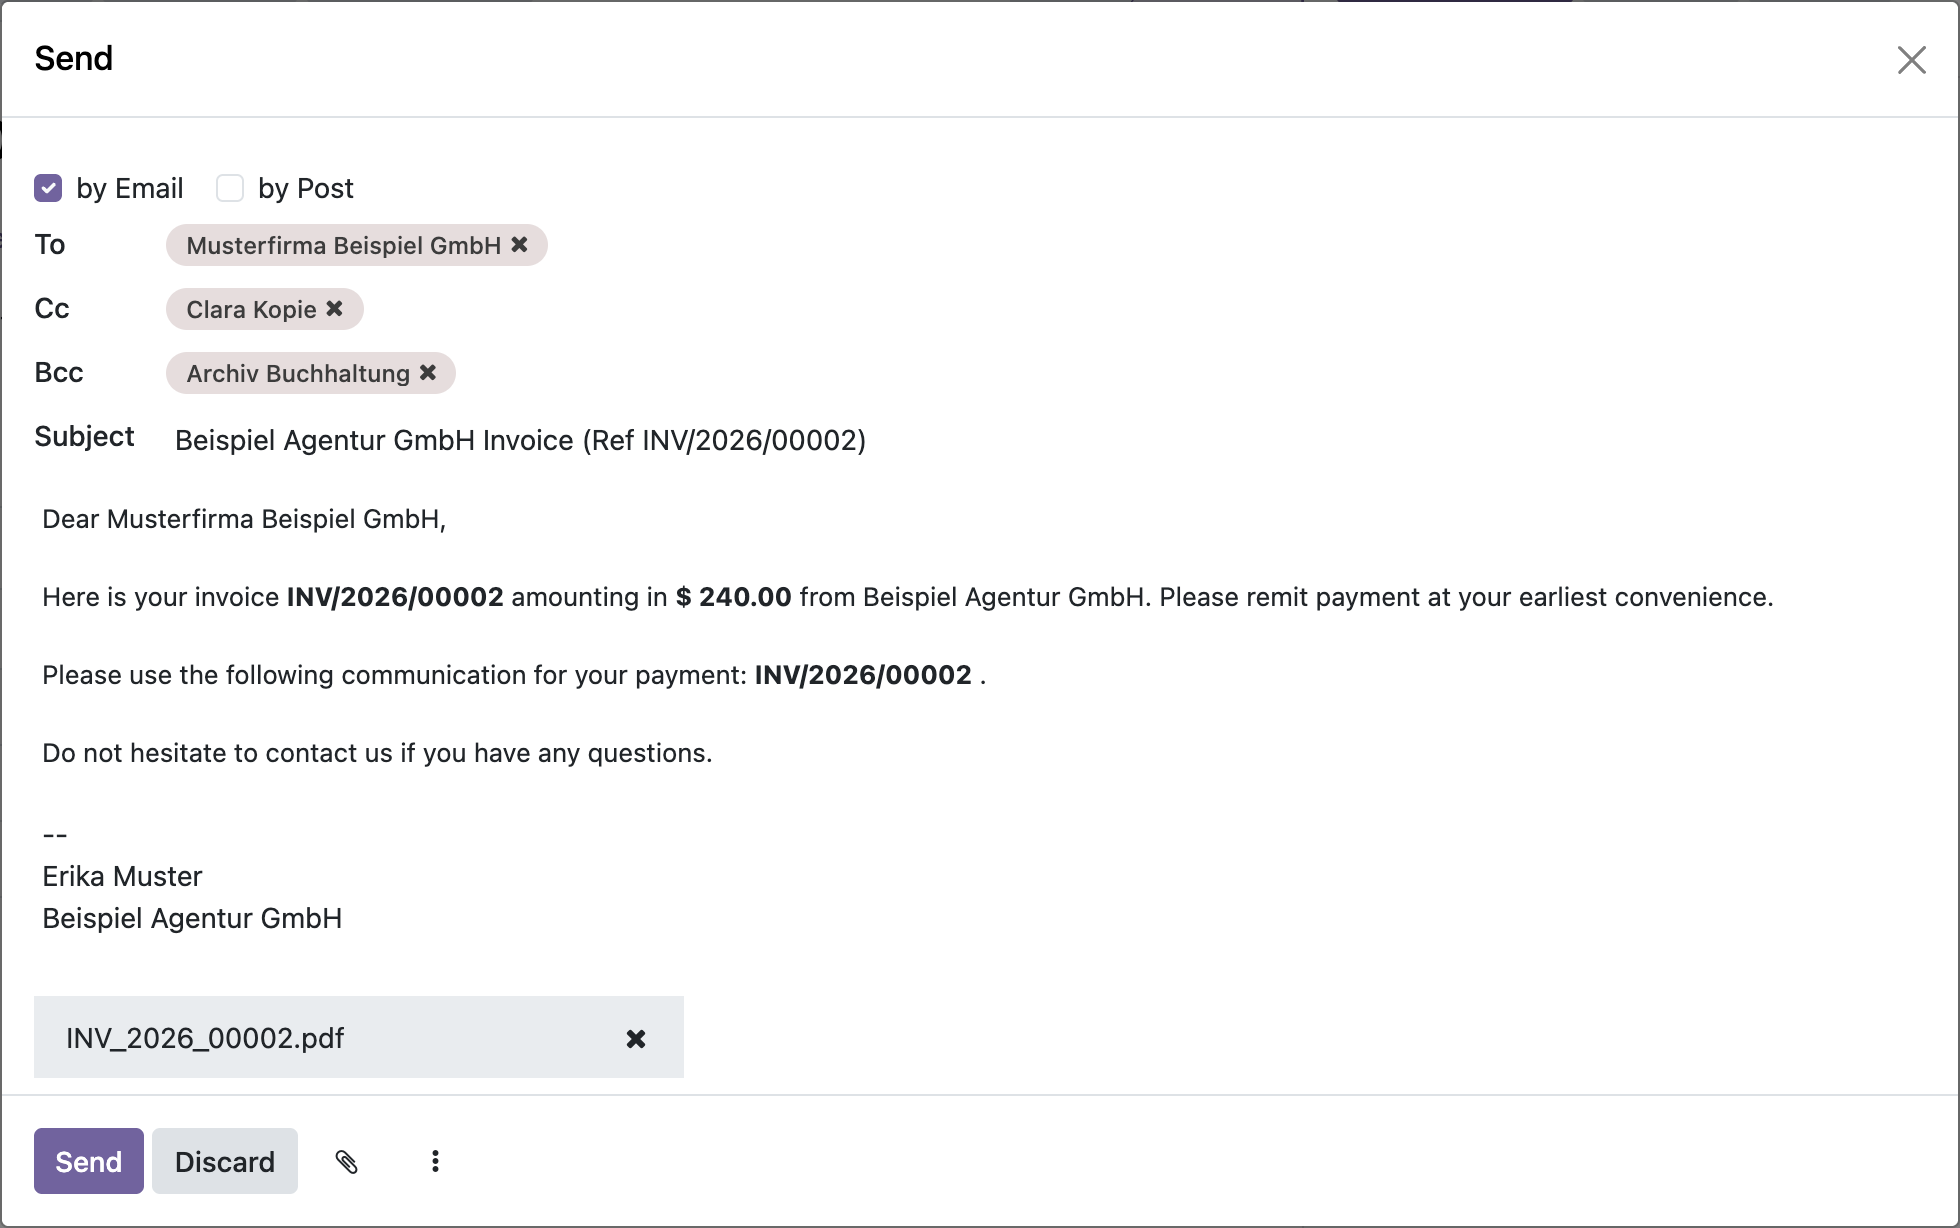 Send
by Email by Post
To Musterfirma Beispiel GmbH
Cc Clara Kopie
Bcc Archiv Buchhaltung
Subject Beispiel Agentur GmbH Invoice (Ref INV/2026/00002)
Dear Musterfirma Beispiel GmbH,
Here is your invoice INV/2026/00002 amounting in $ 240.00 from Beispiel Agentur GmbH. Please remit payment at your earliest convenience.
Please use the following communication for your payment: INV/2026/00002 .
Do not hesitate to contact us if you have any questions.
--
Erika Muster
Beispiel Agentur GmbH
INV_2026_00002.pdf
Send Discard